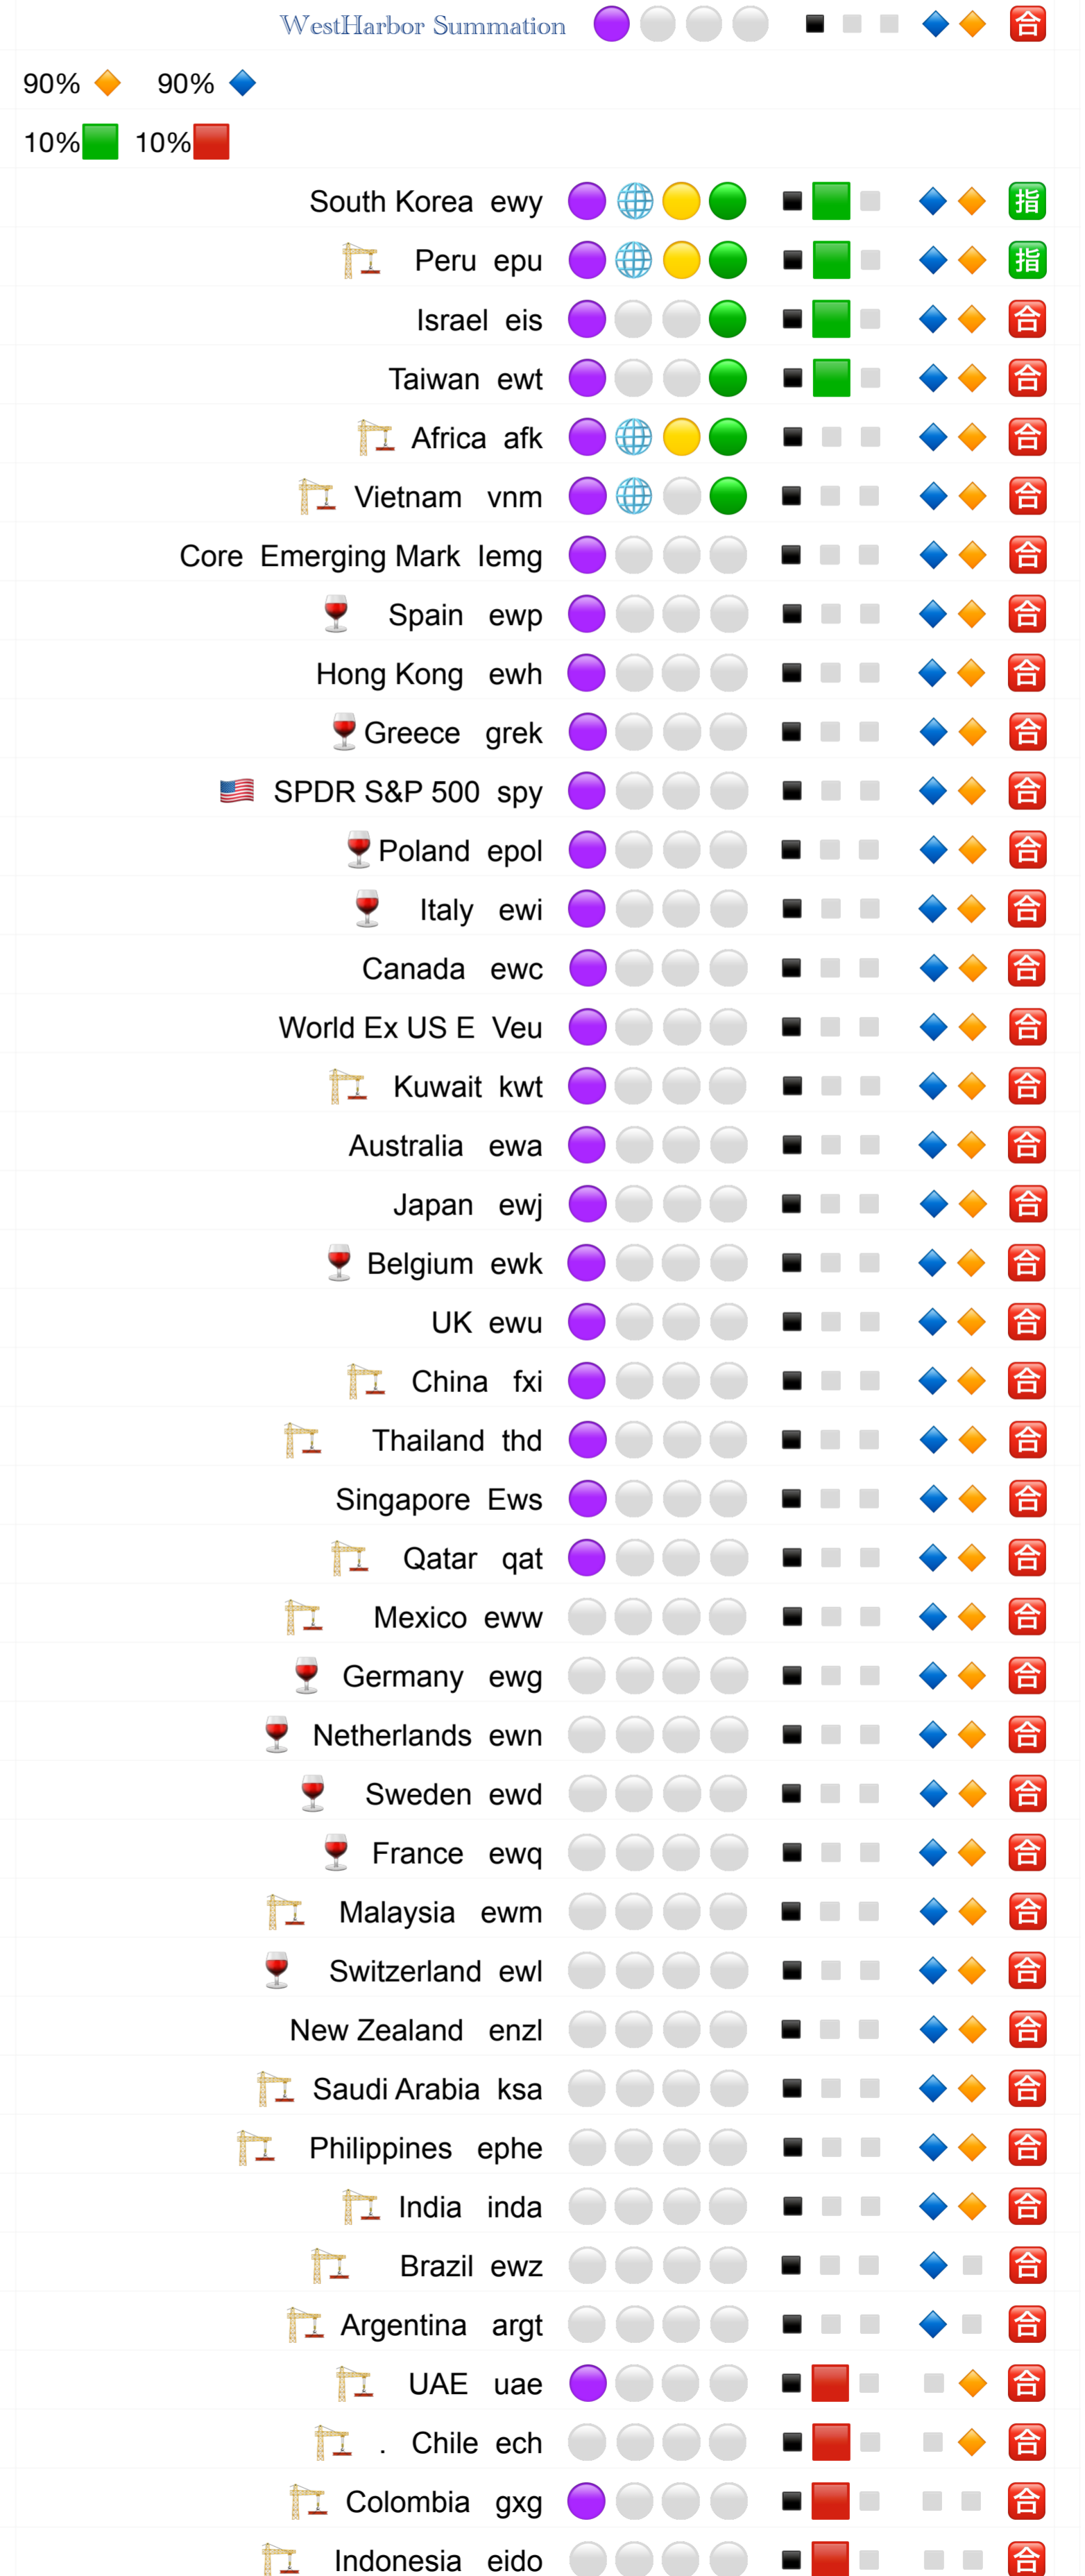 WestHarbor Summation 合
90% 90%
10% 10%
South Korea ewy 指
Peru epu 指
Israel eis 合
Taiwan ewt 合
Africa afk 合
Vietnam vnm 合
Core Emerging Mark Iemg 合
Spain ewp 合
Hong Kong ewh 合
Greece grek 合
SPDR S&P 500 spy 合
Poland epol 合
Italy ewi 合
Canada ewc 合
World Ex US E Veu 合
Kuwait kwt 合
Australia ewa 合
Japan ewj 合
Belgium ewk 合
UK ewu 合
China fxi 合
Thailand thd 合
Singapore Ews 合
Qatar qat 合
Mexico eww 合
Germany ewg 合
Netherlands ewn 合
Sweden ewd 合
France ewq 合
Malaysia ewm 合
Switzerland ewl 合
New Zealand enzl 合
Saudi Arabia ksa 合
Philippines ephe 合
India inda 合
Brazil ewz 合
Argentina argt 合
UAE uae 合
. Chile ech 合
Colombia gxg 合
Indonesia eido 合